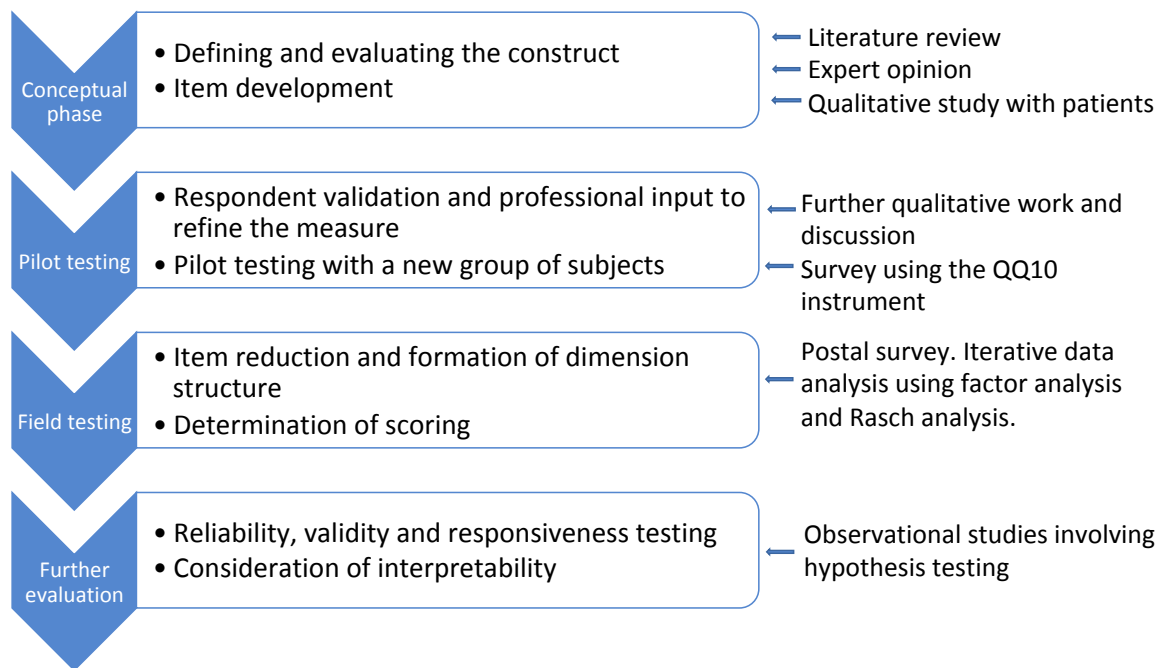 Conceptual
phase
• Defining and evaluating the construct
• Item development
Literature review
Expert opinion
Qualitative study with patients
Pilot testing
• Respondent validation and professional input to
refine the measure
• Pilot testing with a new group of subjects
Further qualitative work and
discussion
Survey using the QQ10
instrument
Field testing
• Item reduction and formation of dimension
structure
• Determination of scoring
Postal survey. Iterative data
analysis using factor analysis
and Rasch analysis.
Further
evaluation
• Reliability, validity and responsiveness testing
• Consideration of interpretability
Observational studies involving
hypothesis testing